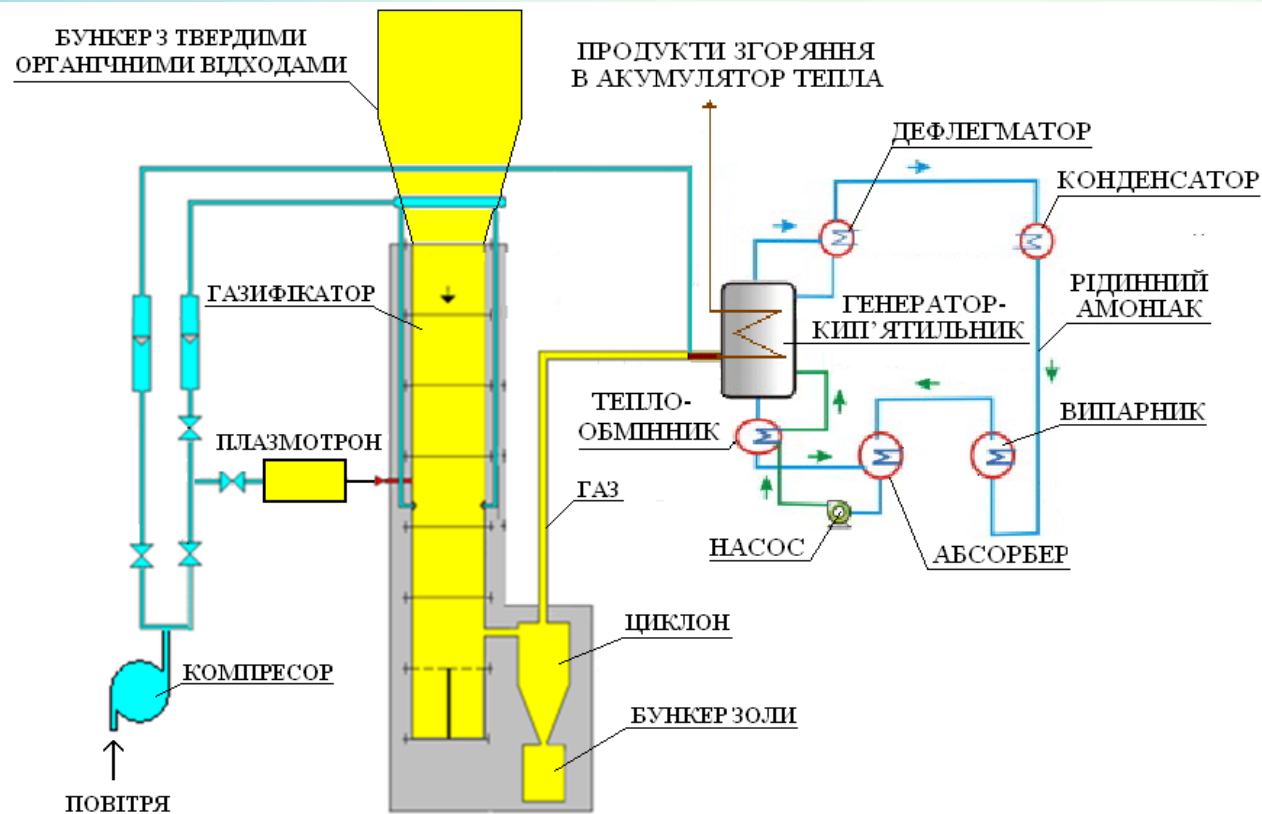 БУНКЕР З ТВЕРДИМИ
ОРГАНІЧНИМИ ВІДХОДАМИ
ПРОДУКТИ ЗГОРЯННЯ
В АКУМУЛЯТОР ТЕПЛА
ДЕФЛЕГМАТОР
КОНДЕНСАТОР
ГАЗИФІКАТОР
ГЕНЕРАТОР-
КИП’ЯТИЛЬНИК
РІДИННИЙ
АМОНІАК
ТЕПЛО-
ОБМІННИК
ВИПАРНИК
ПЛАЗМОТРОН
ГАЗ
НАСОС
АБСОРБЕР
ЦИКЛОН
КОМПРЕСОР
БУНКЕР ЗОЛИ
ПОВІТРЯ